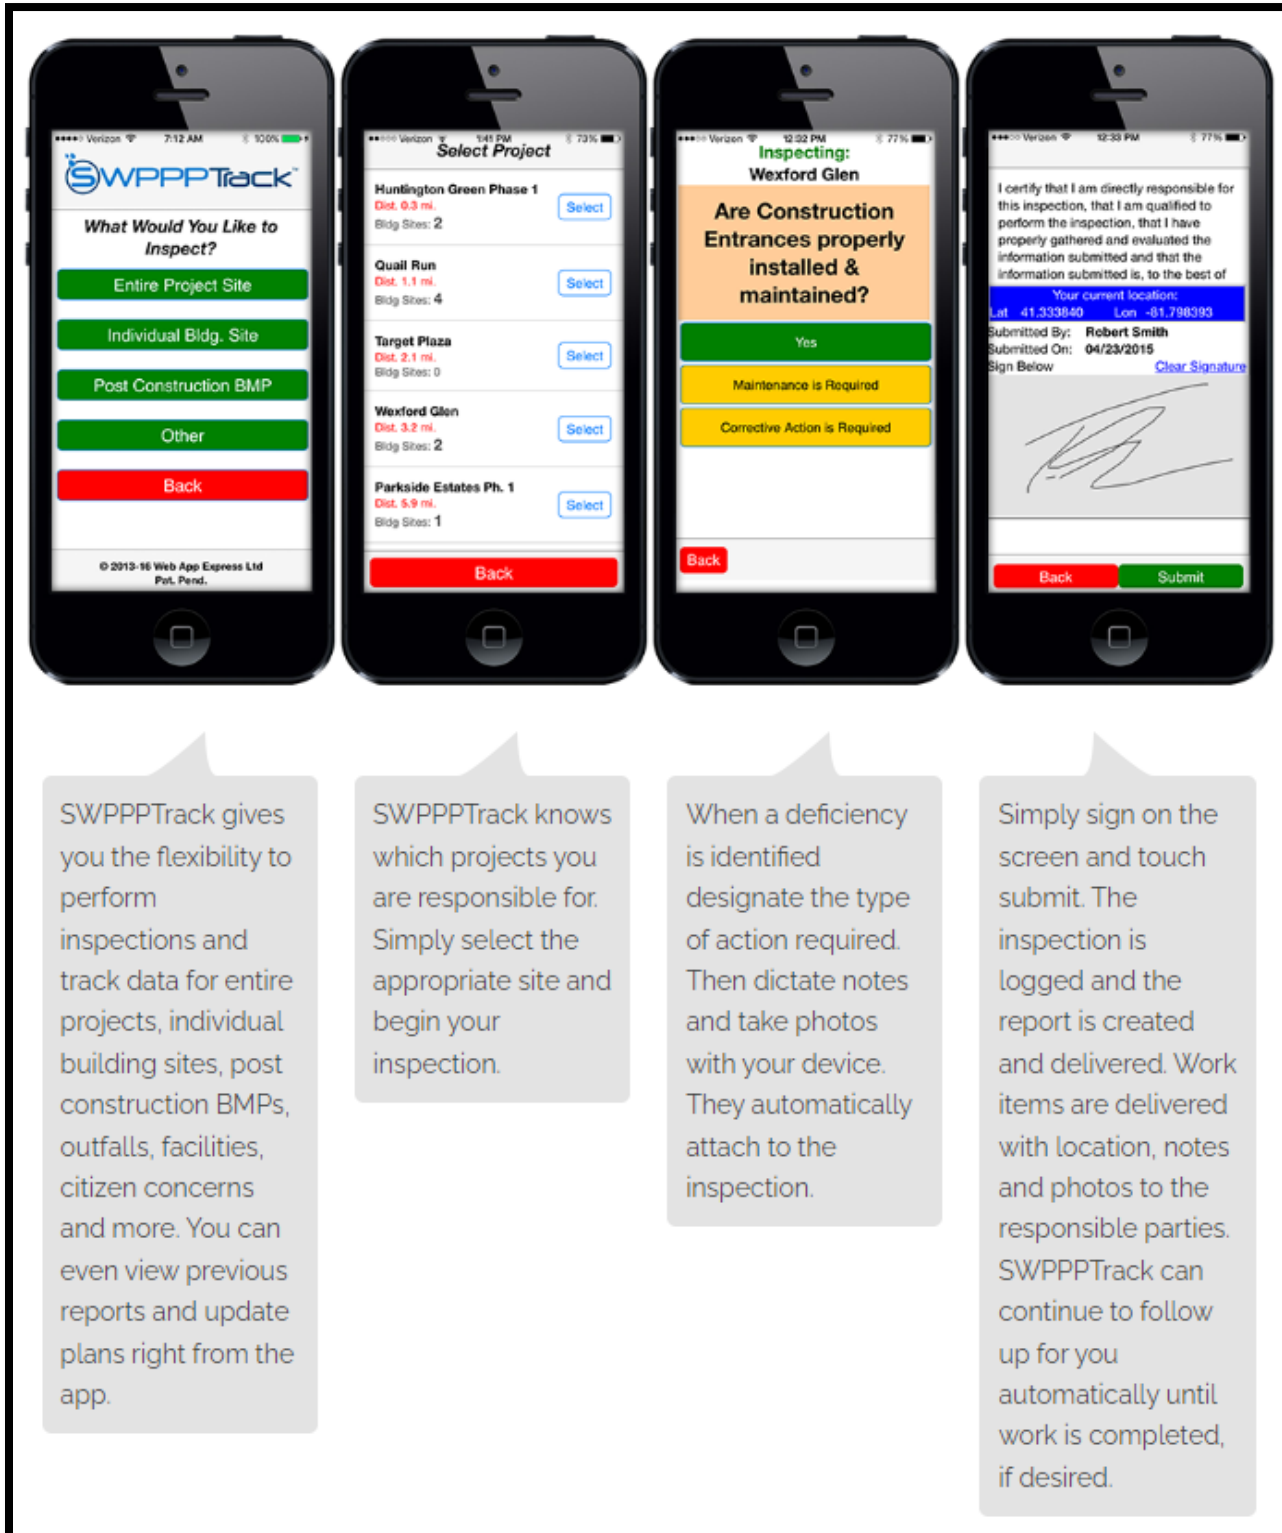 Verizon 7:12 AM 100%
SWPPPTrack
What Would You Like to
Inspect?
Entire Project Site
Individual Bldg. Site
Post Construction BMP
Other
Back
© 2013-16 Web App Express Ltd
Pat. Pend.
Verizon 1:41 PM 73%
Select Project
Huntington Green Phase 1
Dist. 0.3 mi.
Bldg Sites: 2
Select
Quail Run
Dist. 1.1 mi.
Bldg Sites: 4
Select
Target Plaza
Dist. 2.1 mi.
Bldg Sites: 0
Select
Wexford Glen
Dist. 3.2 mi.
Bldg Sites: 2
Select
Parkside Estates Ph. 1
Dist. 5.9 mi.
Bldg Sites: 1
Select
Back
Verizon 12:32 PM 77%
Inspecting:
Wexford Glen
Are Construction
Entrances properly
installed &
maintained?
Yes
Maintenance is Required
Corrective Action is Required
Back
Verizon 12:33 PM 77%
I certify that I am directly responsible for
this inspection, that I am qualified to
perform the inspection, that I have
properly gathered and evaluated the
information submitted and that the
information submitted is, to the best of
Your current location:
Lat 41.333840 Lon -81.798393
Submitted By: Robert Smith
Submitted On: 04/23/2015
Sign Below Clear Signature
Back Submit
SWPPPTrack gives
you the flexibility to
perform
inspections and
track data for entire
projects, individual
building sites, post
construction BMPs,
outfalls, facilities,
citizen concerns
and more. You can
even view previous
reports and update
plans right from the
app.
SWPPPTrack knows
which projects you
are responsible for.
Simply select the
appropriate site and
begin your
inspection.
When a deficiency
is identified
designate the type
of action required.
Then dictate notes
and take photos
with your device.
They automatically
attach to the
inspection.
Simply sign on the
screen and touch
submit. The
inspection is
logged and the
report is created
and delivered. Work
items are delivered
with location, notes
and photos to the
responsible parties.
SWPPPTrack can
continue to follow
up for you
automatically until
work is completed,
if desired.